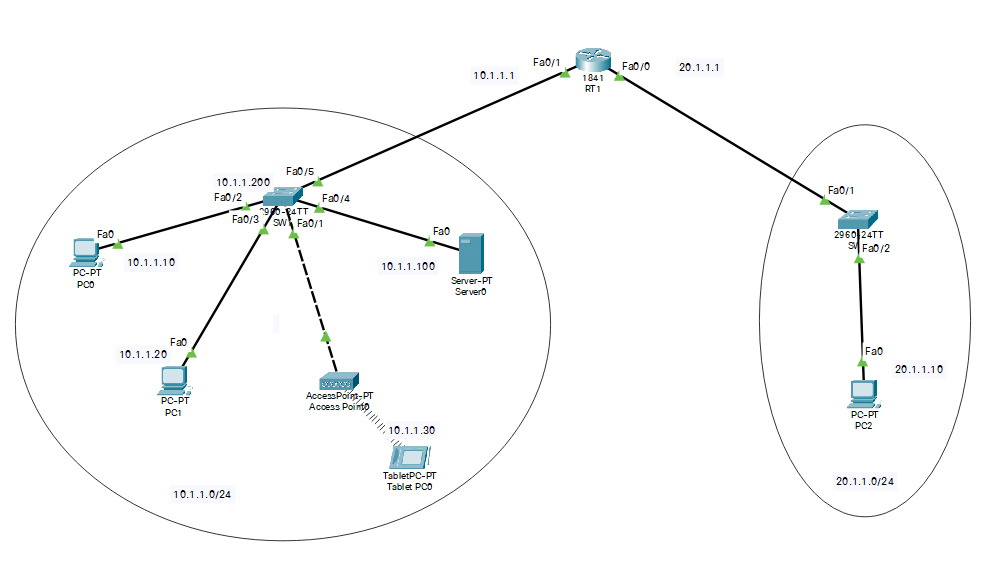 Fa0/1
Fa0/0
20.1.1.1
10.1.1.1
1841
RT1
Fa0/5
10.1.1.200
Fa0/2
Fa0/4
2960-24TT
Fa0/3
SW
Fa0/1
Fa0
10.1.1.10
PC-PT
PC0
Fa0
10.1.1.100
Server-PT
Server0
Fa0
10.1.1.20
PC-PT
PC1
AccessPoint-PT
Access Point0
10.1.1.30
TabletPC-PT
Tablet PC0
10.1.1.0/24
Fa0/1
2960-24TT
Fa0/2
Fa0
20.1.1.10
PC-PT
PC2
20.1.1.0/24